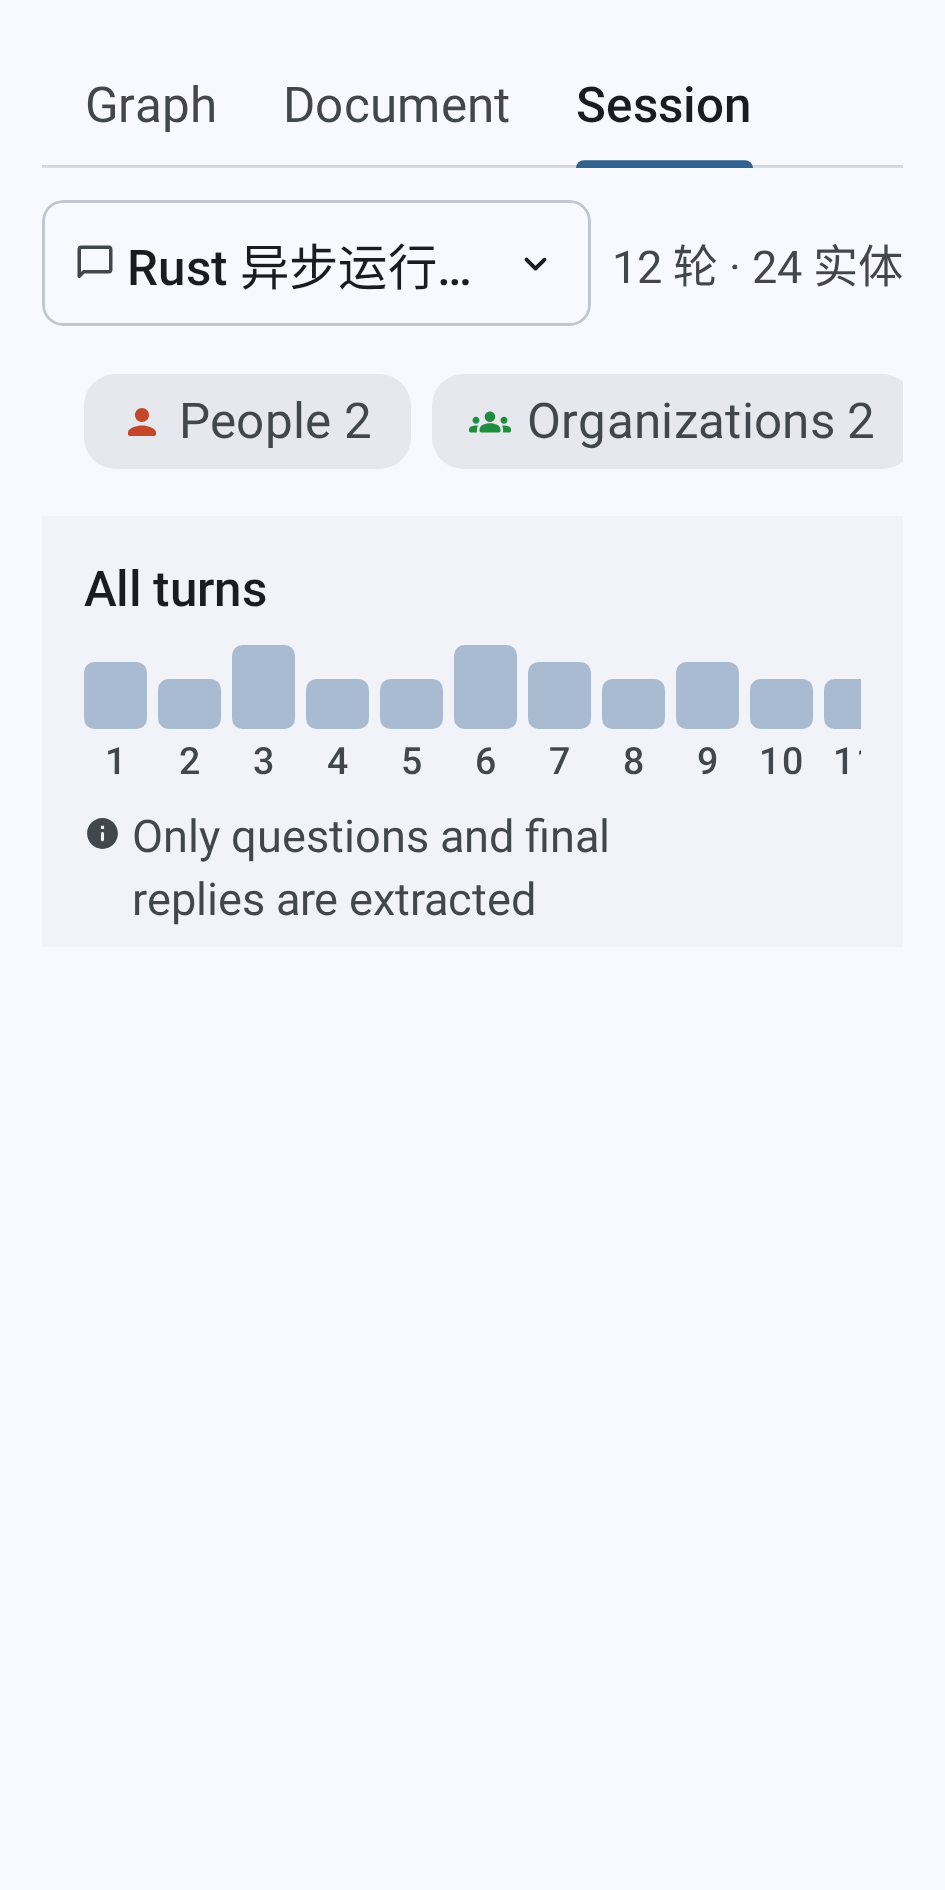 Graph Document Session
Rust 异步运行... 12 轮 · 24 实体
People 2 Organizations 2
All turns
1 2 3 4 5 6 7 8 9 10
Only questions and final
replies are extracted